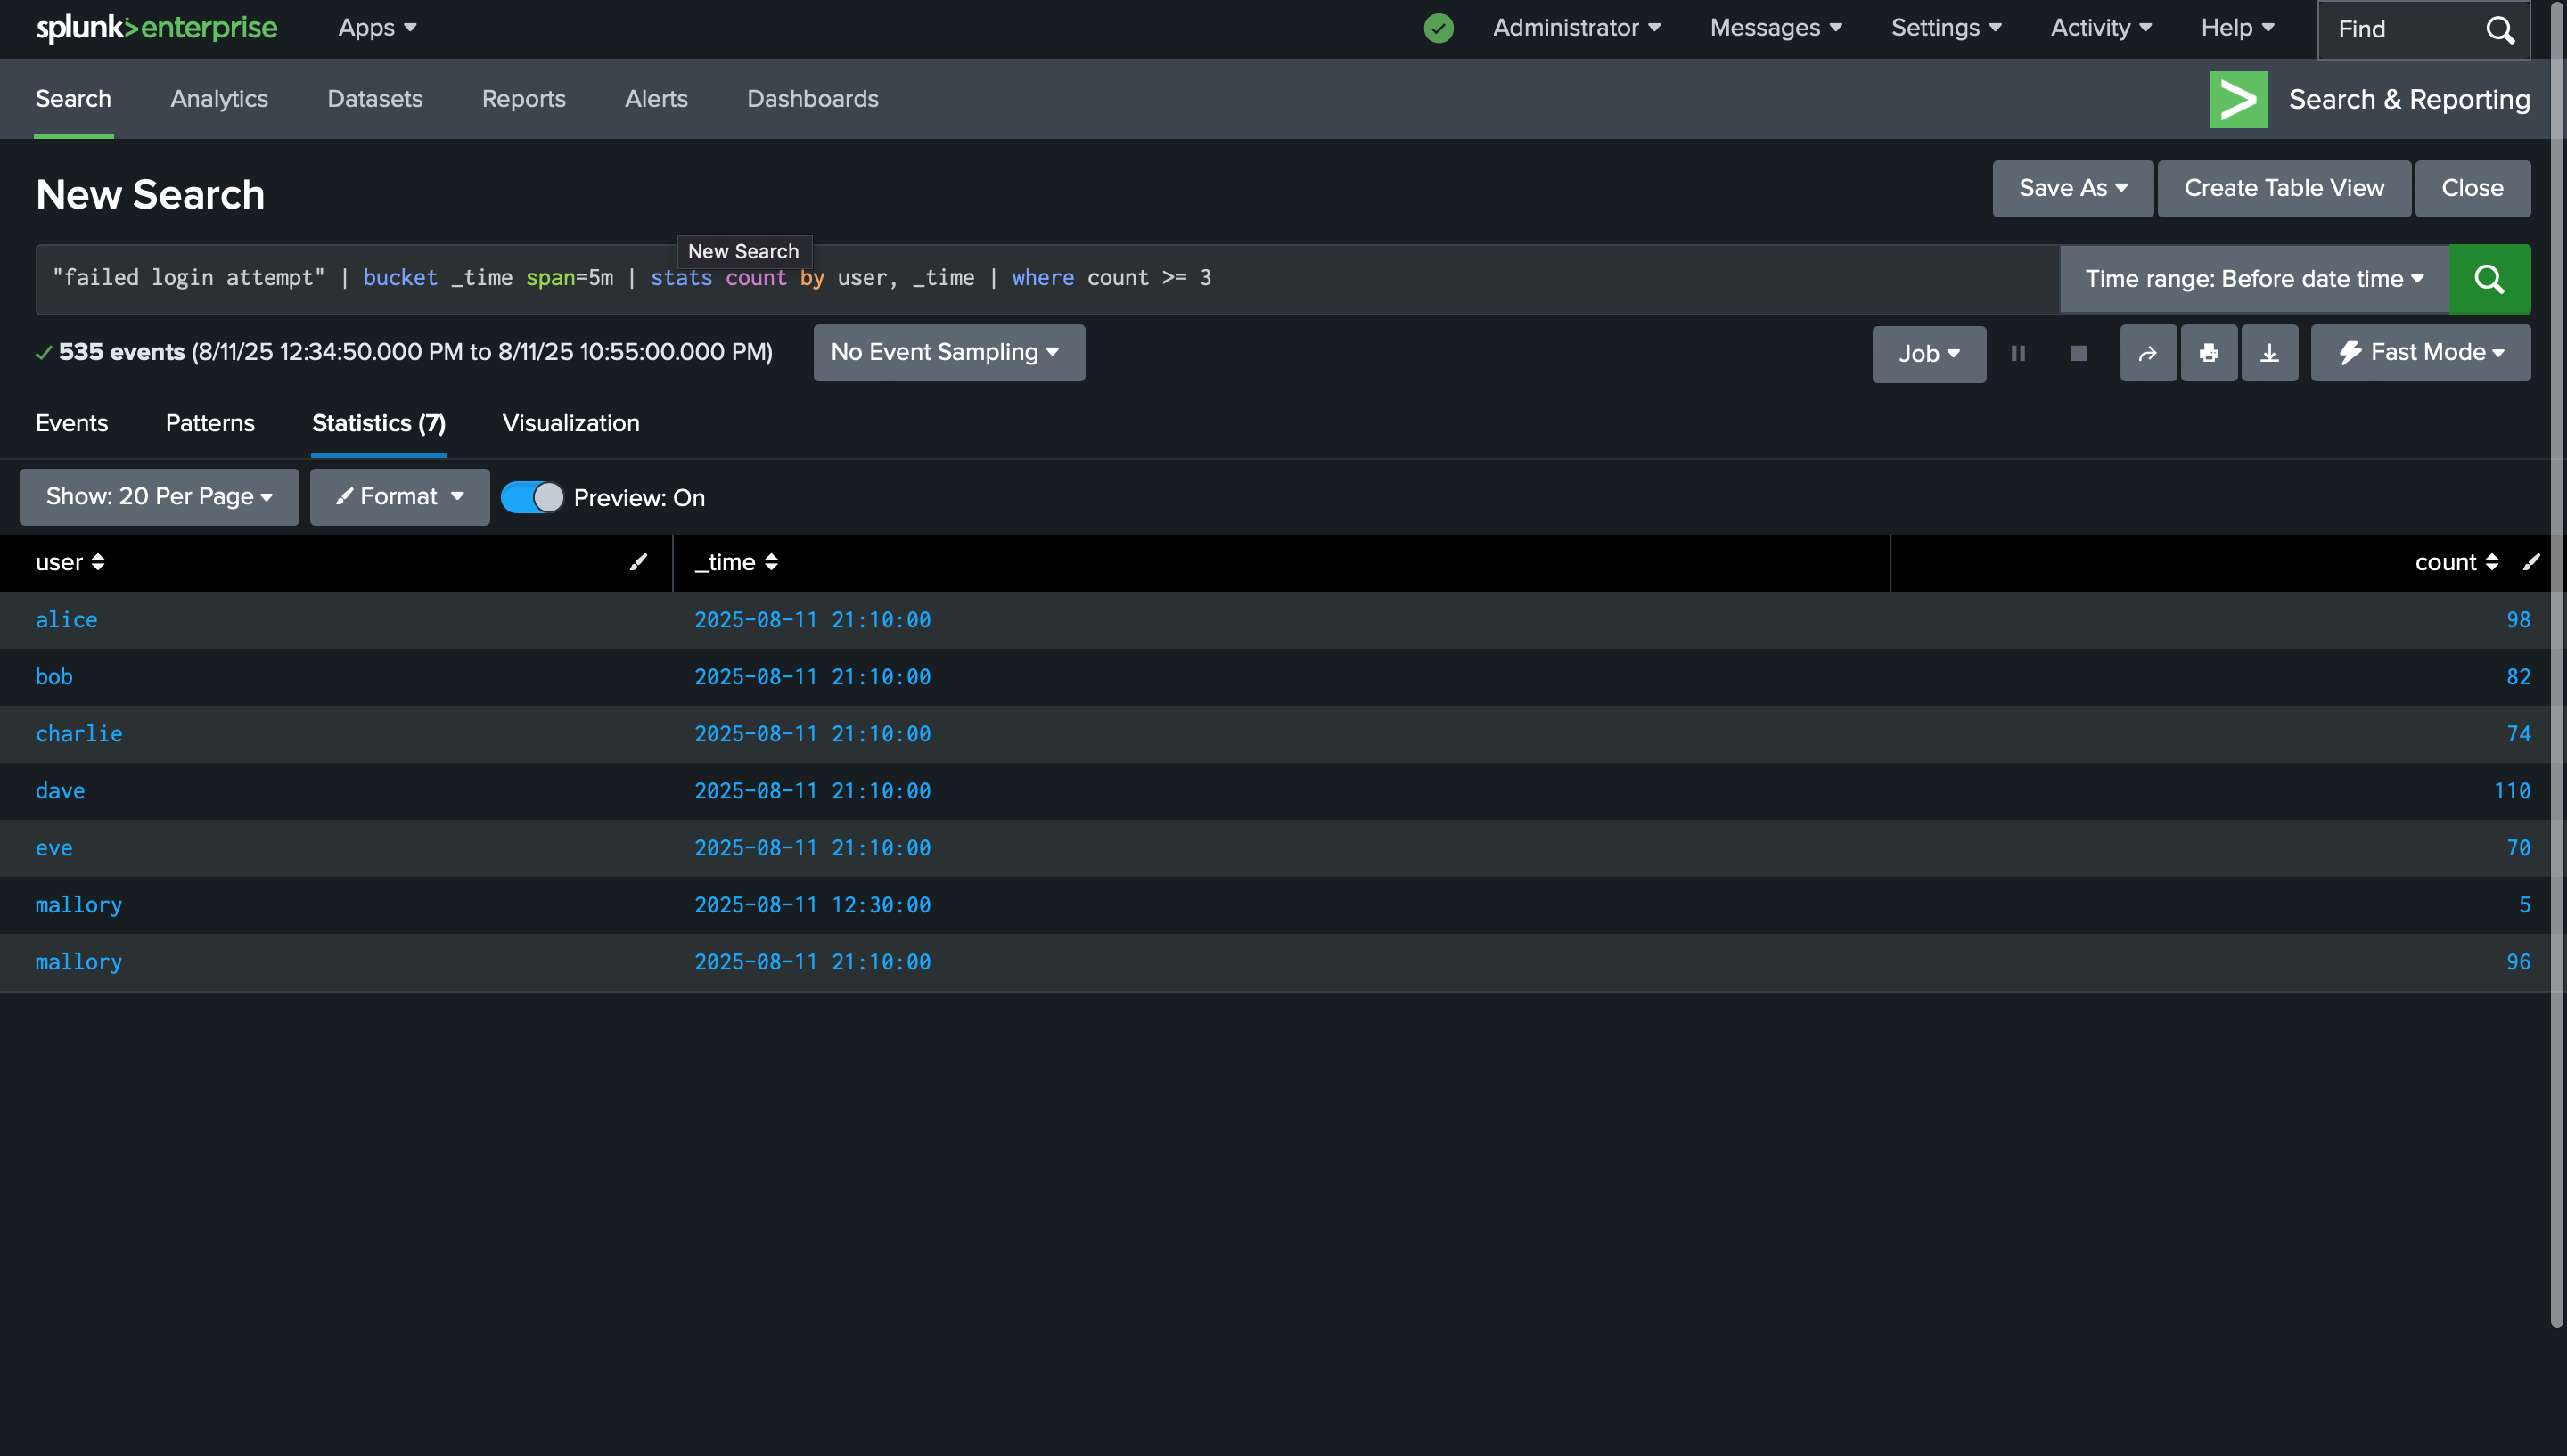 splunk>enterprise Apps Administrator Messages Settings Activity Help Find
Search Analytics Datasets Reports Alerts Dashboards Search & Reporting
New Search Save As Create Table View Close
New Search
"failed login attempt" | bucket _time span=5m | stats count by user, _time | where count >= 3 Time range: Before date time
535 events (8/11/25 12:34:50.000 PM to 8/11/25 10:55:00.000 PM) No Event Sampling Job Fast Mode
Events Patterns Statistics (7) Visualization
Show: 20 Per Page Format Preview: On
user _time count
alice 2025-08-11 21:10:00 98
bob 2025-08-11 21:10:00 82
charlie 2025-08-11 21:10:00 74
dave 2025-08-11 21:10:00 110
eve 2025-08-11 21:10:00 70
mallory 2025-08-11 12:30:00 5
mallory 2025-08-11 21:10:00 96